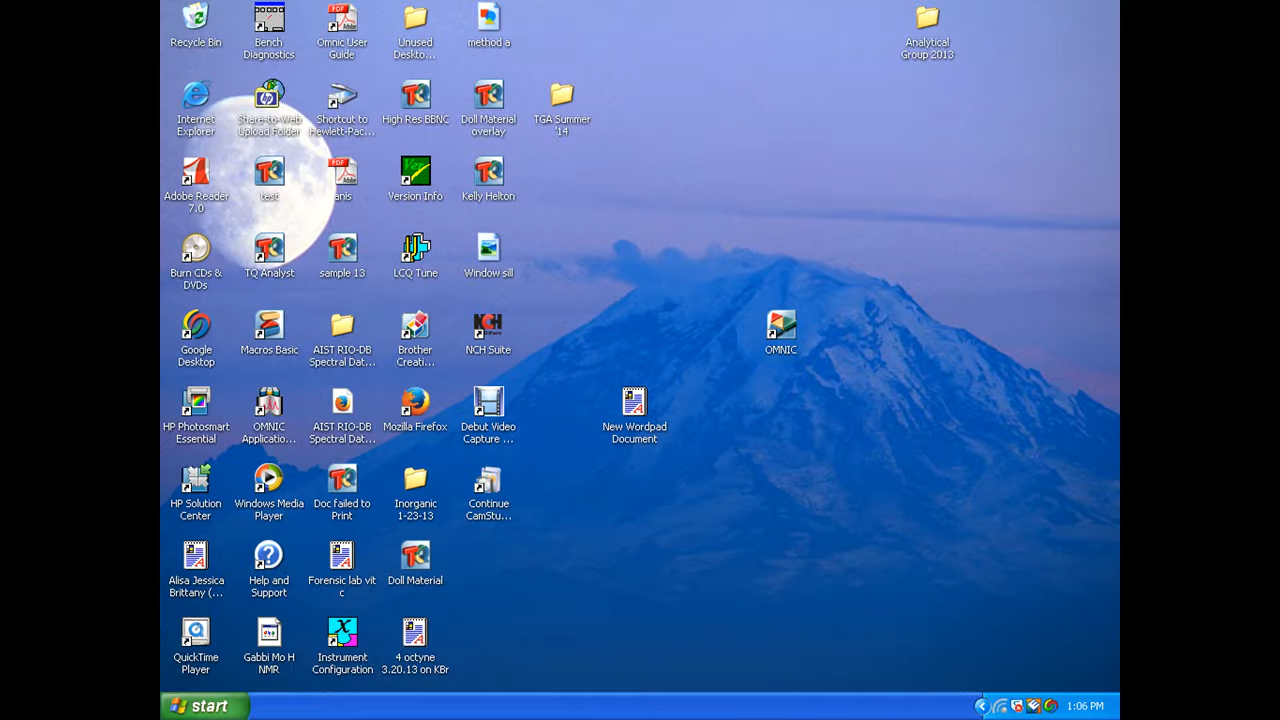 Recycle Bin
Bench
Diagnostics
Omnic User
Guide
Unused
Deskto...
method a
Analytical
Group 2013
Internet
Explorer
Share-to-Web
Upload Folder
Shortcut to
Hewlett-Pac...
High Res BBNC
Doll Material
overlay
TGA Summer
'14
Adobe Reader
7.0
test
anis
Version Info
Kelly Helton
Burn CDs &
DVDs
TQ Analyst
sample 13
LCQ Tune
Window sill
Google
Desktop
Macros Basic
AIST RIO-DB
Spectral Dat...
Brother
Creati...
NCH Suite
OMNIC
HP Photosmart
Essential
OMNIC
Applicatio...
AIST RIO-DB
Spectral Dat...
Mozilla Firefox
Debut Video
Capture ...
New Wordpad
Document
HP Solution
Center
Windows Media
Player
Doc failed to
Print
Inorganic
1-23-13
Continue
CamStu...
Alisa Jessica
Brittany (...
Help and
Support
Forensic lab vit
c
Doll Material
QuickTime
Player
Gabbi Mo H
NMR
Instrument
Configuration
4 octyne
3.20.13 on KBr
start
1:06 PM